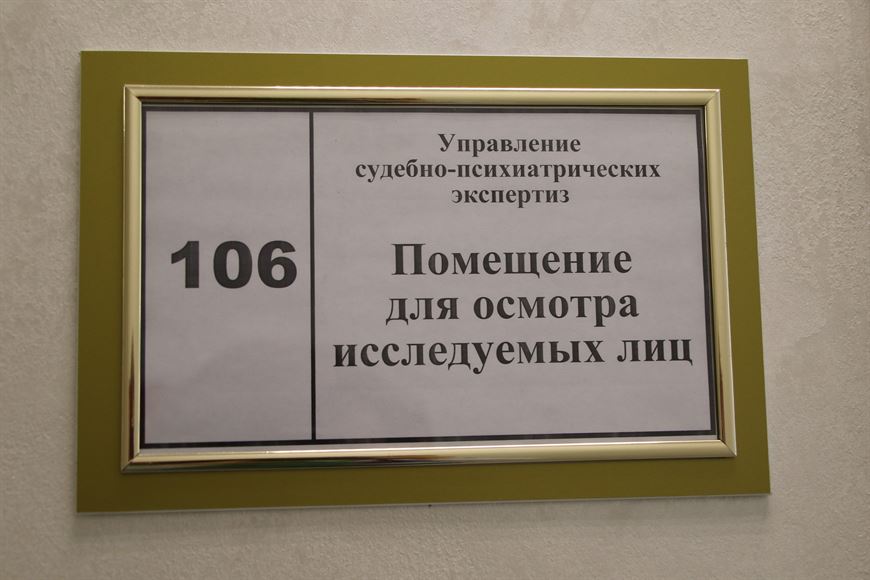 106
Управление
судебно-психиатрических
экспертиз
Помещение
для осмотра
исследуемых лиц